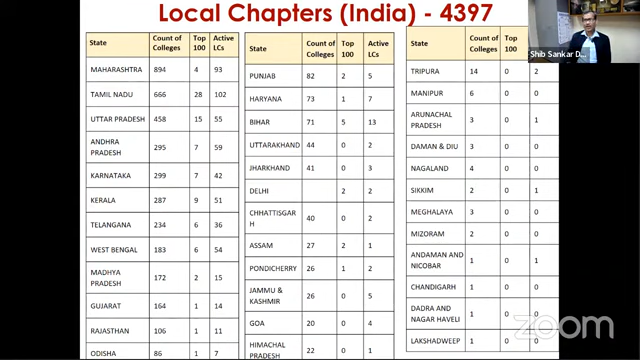 Local Chapters (India) - 4397
State Count of Colleges Top 100 Active LCs
MAHARASHTRA 894 4 93
TAMIL NADU 666 28 102
UTTAR PRADESH 458 15 55
ANDHRA PRADESH 295 7 59
KARNATAKA 299 7 42
KERALA 287 9 51
TELANGANA 234 6 36
WEST BENGAL 183 6 54
MADHYA PRADESH 172 2 15
GUJARAT 164 1 14
RAJASTHAN 106 1 11
ODISHA 86 1 7
State Count of Colleges Top 100 Active LCs
PUNJAB 82 2 5
HARYANA 73 1 7
BIHAR 71 5 13
UTTARAKHAND 44 0 2
JHARKHAND 41 0 3
DELHI 2 2
CHHATTISGARH 40 0 2
ASSAM 27 2 1
PONDICHERRY 26 1 2
JAMMU & KASHMIR 26 0 5
GOA 20 0 4
HIMACHAL PRADESH 22 0 1
State Count of Colleges Top 100
TRIPURA 14 0 2
MANIPUR 6 0 0
ARUNACHAL PRADESH 3 0 1
DAMAN & DIU 3 0 0
NAGALAND 4 0 0
SIKKIM 2 0 1
MEGHALAYA 3 0 0
MIZORAM 2 0 0
ANDAMAN AND NICOBAR 1 0 1
CHANDIGARH 1 0 0
DADRA AND NAGAR HAVELI 1 0 0
LAKSHADWEEP 1 0 0
Shib Sankar D...
zoom